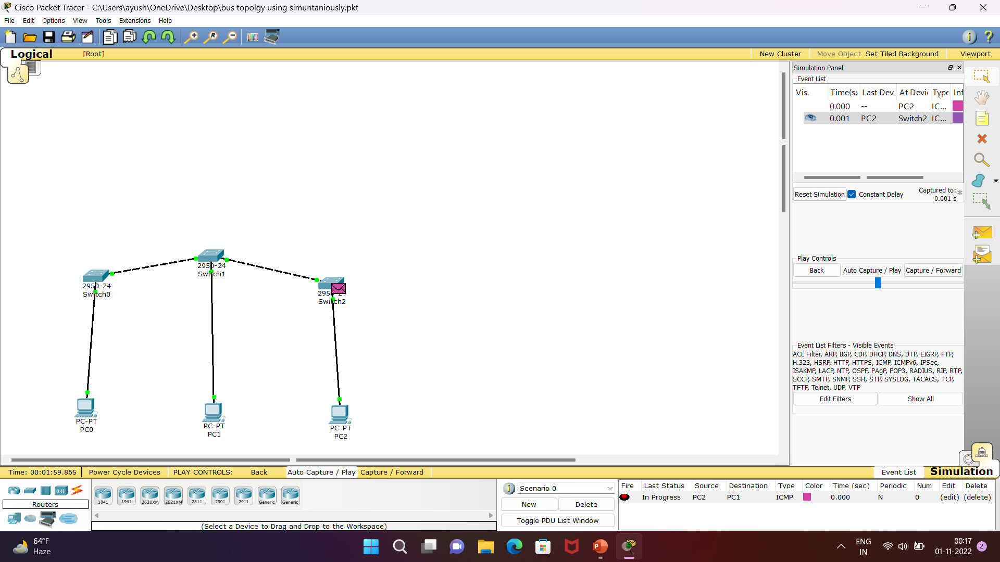 Cisco Packet Tracer - C:\Users\ayush\OneDrive\Desktop\bus topolgy using simuntaniously.pkt
File Edit Options View Tools Extensions Help
Logical [Root] New Cluster Move Object Set Tiled Background Viewport
Simulation Panel
Event List
Vis. Time(se Last Dev At Devi Type Inf
0.000 -- PC2 IC...
0.001 PC2 Switch2 IC...
Reset Simulation Constant Delay Captured to: *
0.001 s
2950-24
Switch1
2950-24
Switch0
2950-24
Switch2
Play Controls
Back Auto Capture / Play Capture / Forward
Event List Filters - Visible Events
ACL Filter, ARP, BGP, CDP, DHCP, DNS, DTP, EIGRP, FTP,
H.323, HSRP, HTTP, HTTPS, ICMP, ICMPv6, IPSec,
ISAKMP, LACP, NTP, OSPF, PAgP, POP3, RADIUS, RIP, RTP,
SCCP, SMTP, SNMP, SSH, STP, SYSLOG, TACACS, TCP,
TFTP, Telnet, UDP, VTP
Edit Filters Show All
PC-PT
PC0
PC-PT
PC1
PC-PT
PC2
Time: 00:01:59.865 Power Cycle Devices PLAY CONTROLS: Back Auto Capture / Play Capture / Forward Event List Simulation
Routers
1841 1941 2620XM 2621XM 2811 2901 2911 Generic Generic
(Select a Device to Drag and Drop to the Workspace)
Scenario 0
New Delete
Toggle PDU List Window
Fire Last Status Source Destination Type Color Time (sec) Periodic Num Edit Delete
In Progress PC2 PC1 ICMP 0.000 N 0 (edit) (delete)
64°F
Haze
ENG
IN
00:17
01-11-2022
2